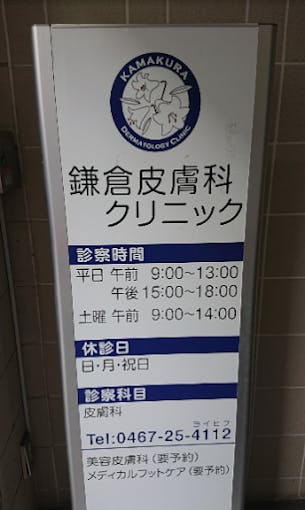 KAMAKURA
DERMATOLOGY CLINIC
鎌倉皮膚科
クリニック
診察時間
平日 午前 9:00〜13:00
午後 15:00〜18:00
土曜 午前 9:00〜14:00
休診日
日・月・祝日
診察科目
皮膚科
ヨイヒフ
Tel:0467-25-4112
美容皮膚科(要予約)
メディカルフットケア(要予約)